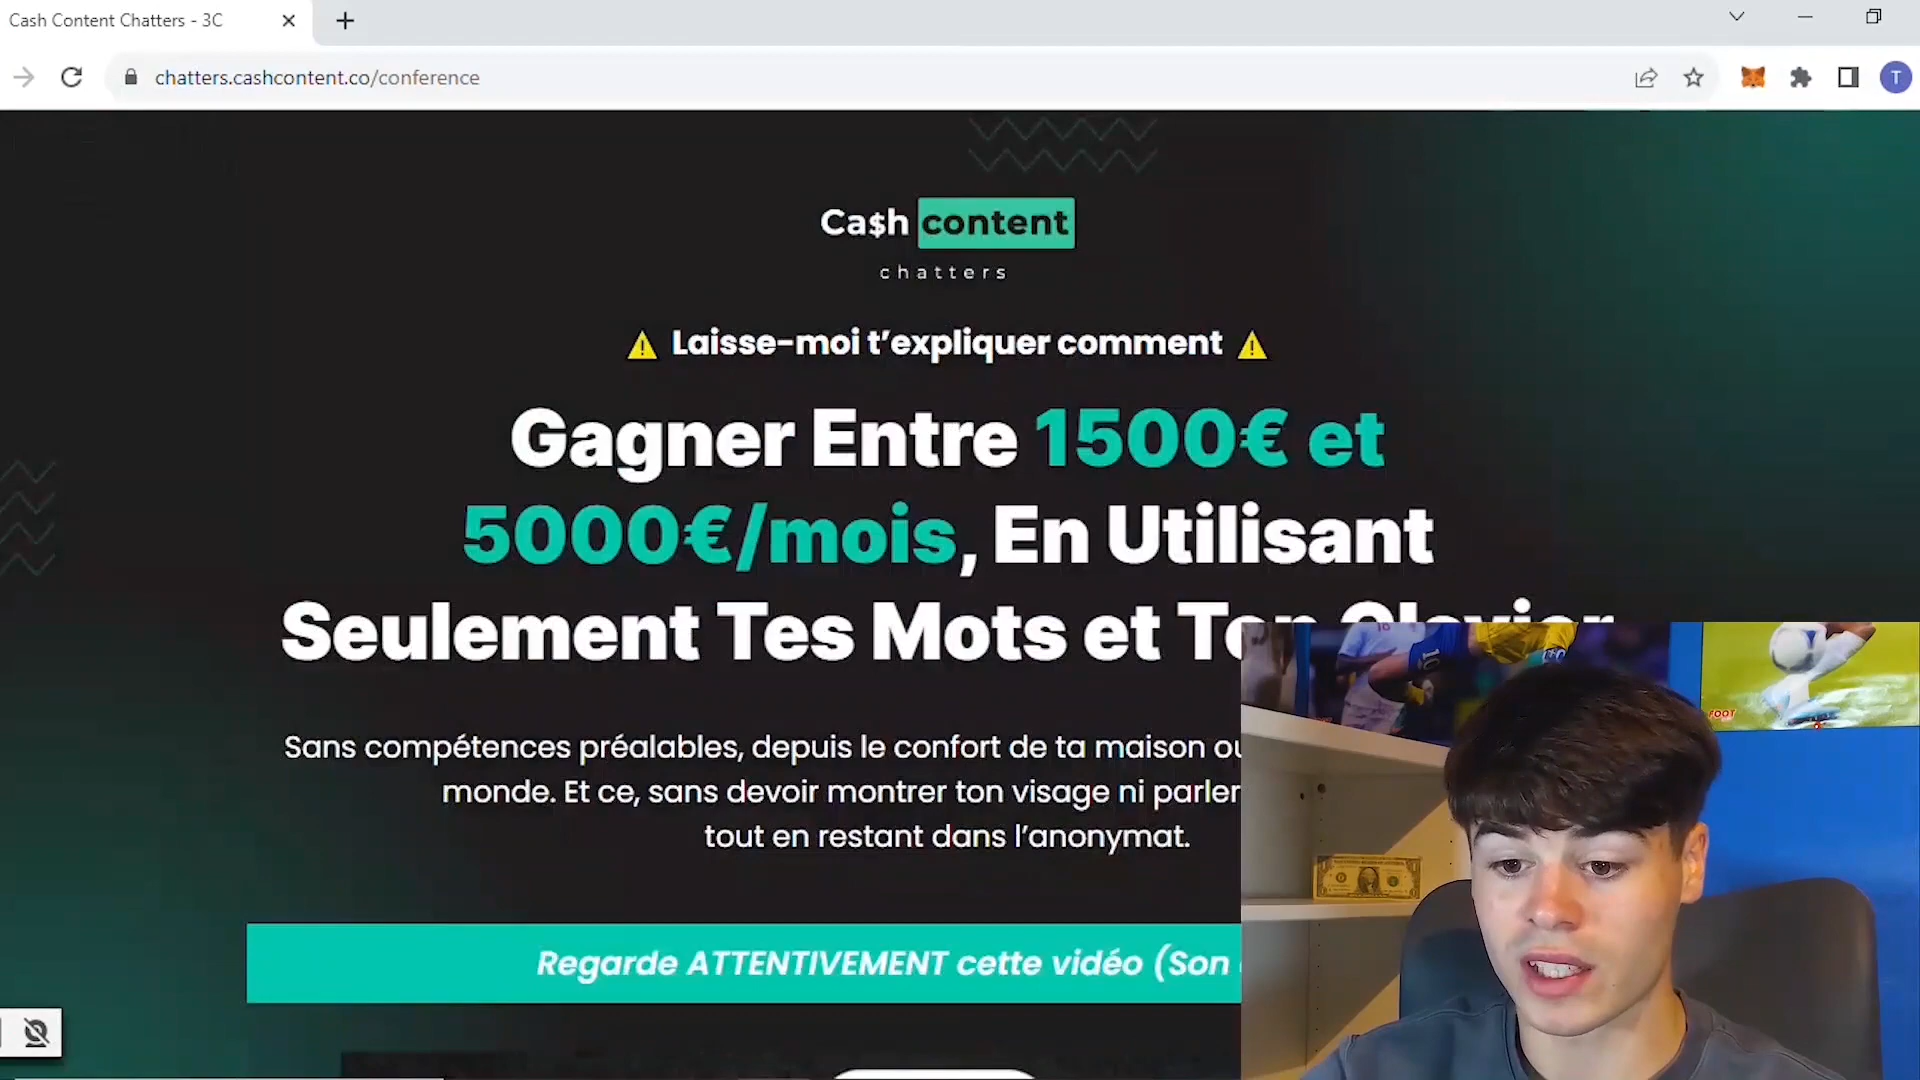 Cash Content Chatters - 3C
chatters.cashcontent.co/conference
T
Ca$h content
chatters
Laisse-moi t'expliquer comment
Gagner Entre 1500€ et
5000€/mois, En Utilisant
Seulement Tes Mots et Ton Clavier
Sans compétences préalables, depuis le confort de ta maison ou
monde. Et ce, sans devoir montrer ton visage ni parler
tout en restant dans l'anonymat.
Regarde ATTENTIVEMENT cette vidéo (Son
10
FOOT